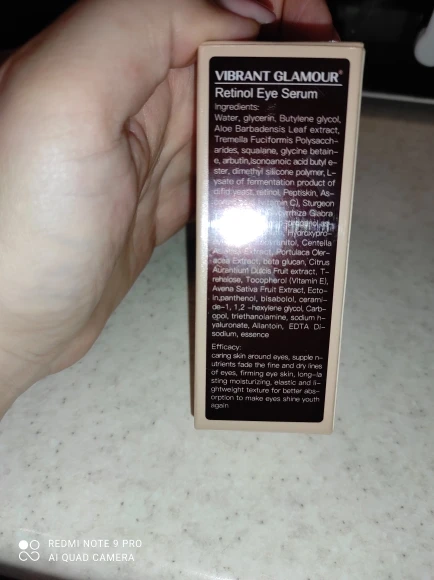 VIBRANT GLAMOUR®
Retinol Eye Serum
Ingredients:
Water, glycerin, Butylene glycol,
Aloe Barbadensis Leaf extract,
Tremella Fuciformis Polysacch-
arides, squalane, glycine betain-
e, arbutin,isononoic acid butyl e-
ster, dimethyl silicone polymer, L-
ysate of fermentation product of
difid yeast, retinol, Peptiskin, As-
C), Sturgeon
Glabra
Hydroxypro-
Centella
Extract, Portulaca Oler-
acea Extract, beta glucan, Citrus
Aurantium Dulcis Fruit extract, T-
rehalose, Tocopherol (Vitamin E),
Avena Sativa Fruit Extract, Ecto-
in,panthenol, bisabolol, cerami-
de-1, 1,2 -hexylene glycol, Carb-
opol, triethanolamine, sodium h-
yaluronate, Allantoin, EDTA Di-
sodium, essence
Efficacy:
caring skin around eyes, supple n-
utrients fade the fine and dry lines
of eyes, firming eye skin, long-la
sting moisturizing, elastic and li-
ghtweight texture for better abs-
orption to make eyes shine youth
again
REDMI NOTE 9 PRO
AI QUAD CAMERA